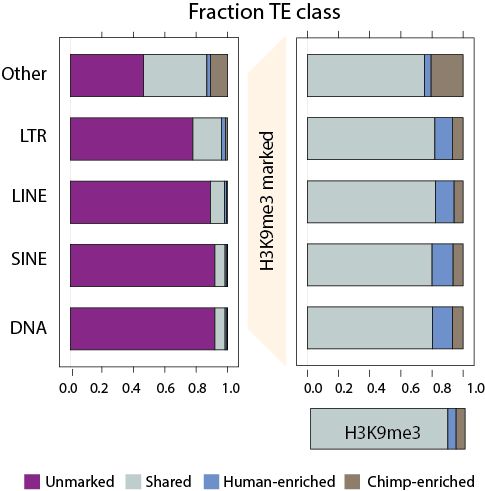 Fraction TE class
Other
LTR
LINE
SINE
DNA
H3K9me3 marked
0.0 0.2 0.4 0.6 0.8 1.0
0.0 0.2 0.4 0.6 0.8 1.0
H3K9me3
Unmarked Shared Human-enriched Chimp-enriched